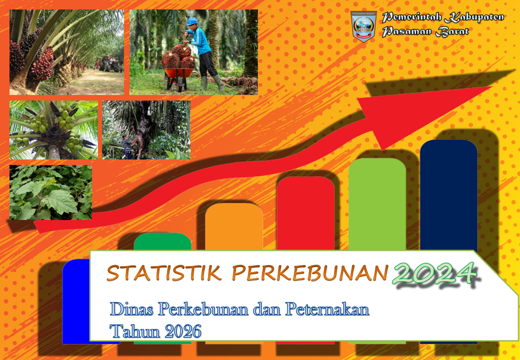 Pemerintah Kabupaten
Pasaman Barat
STATISTIK PERKEBUNAN 2024
Dinas Perkebunan dan Peternakan
Tahun 2026